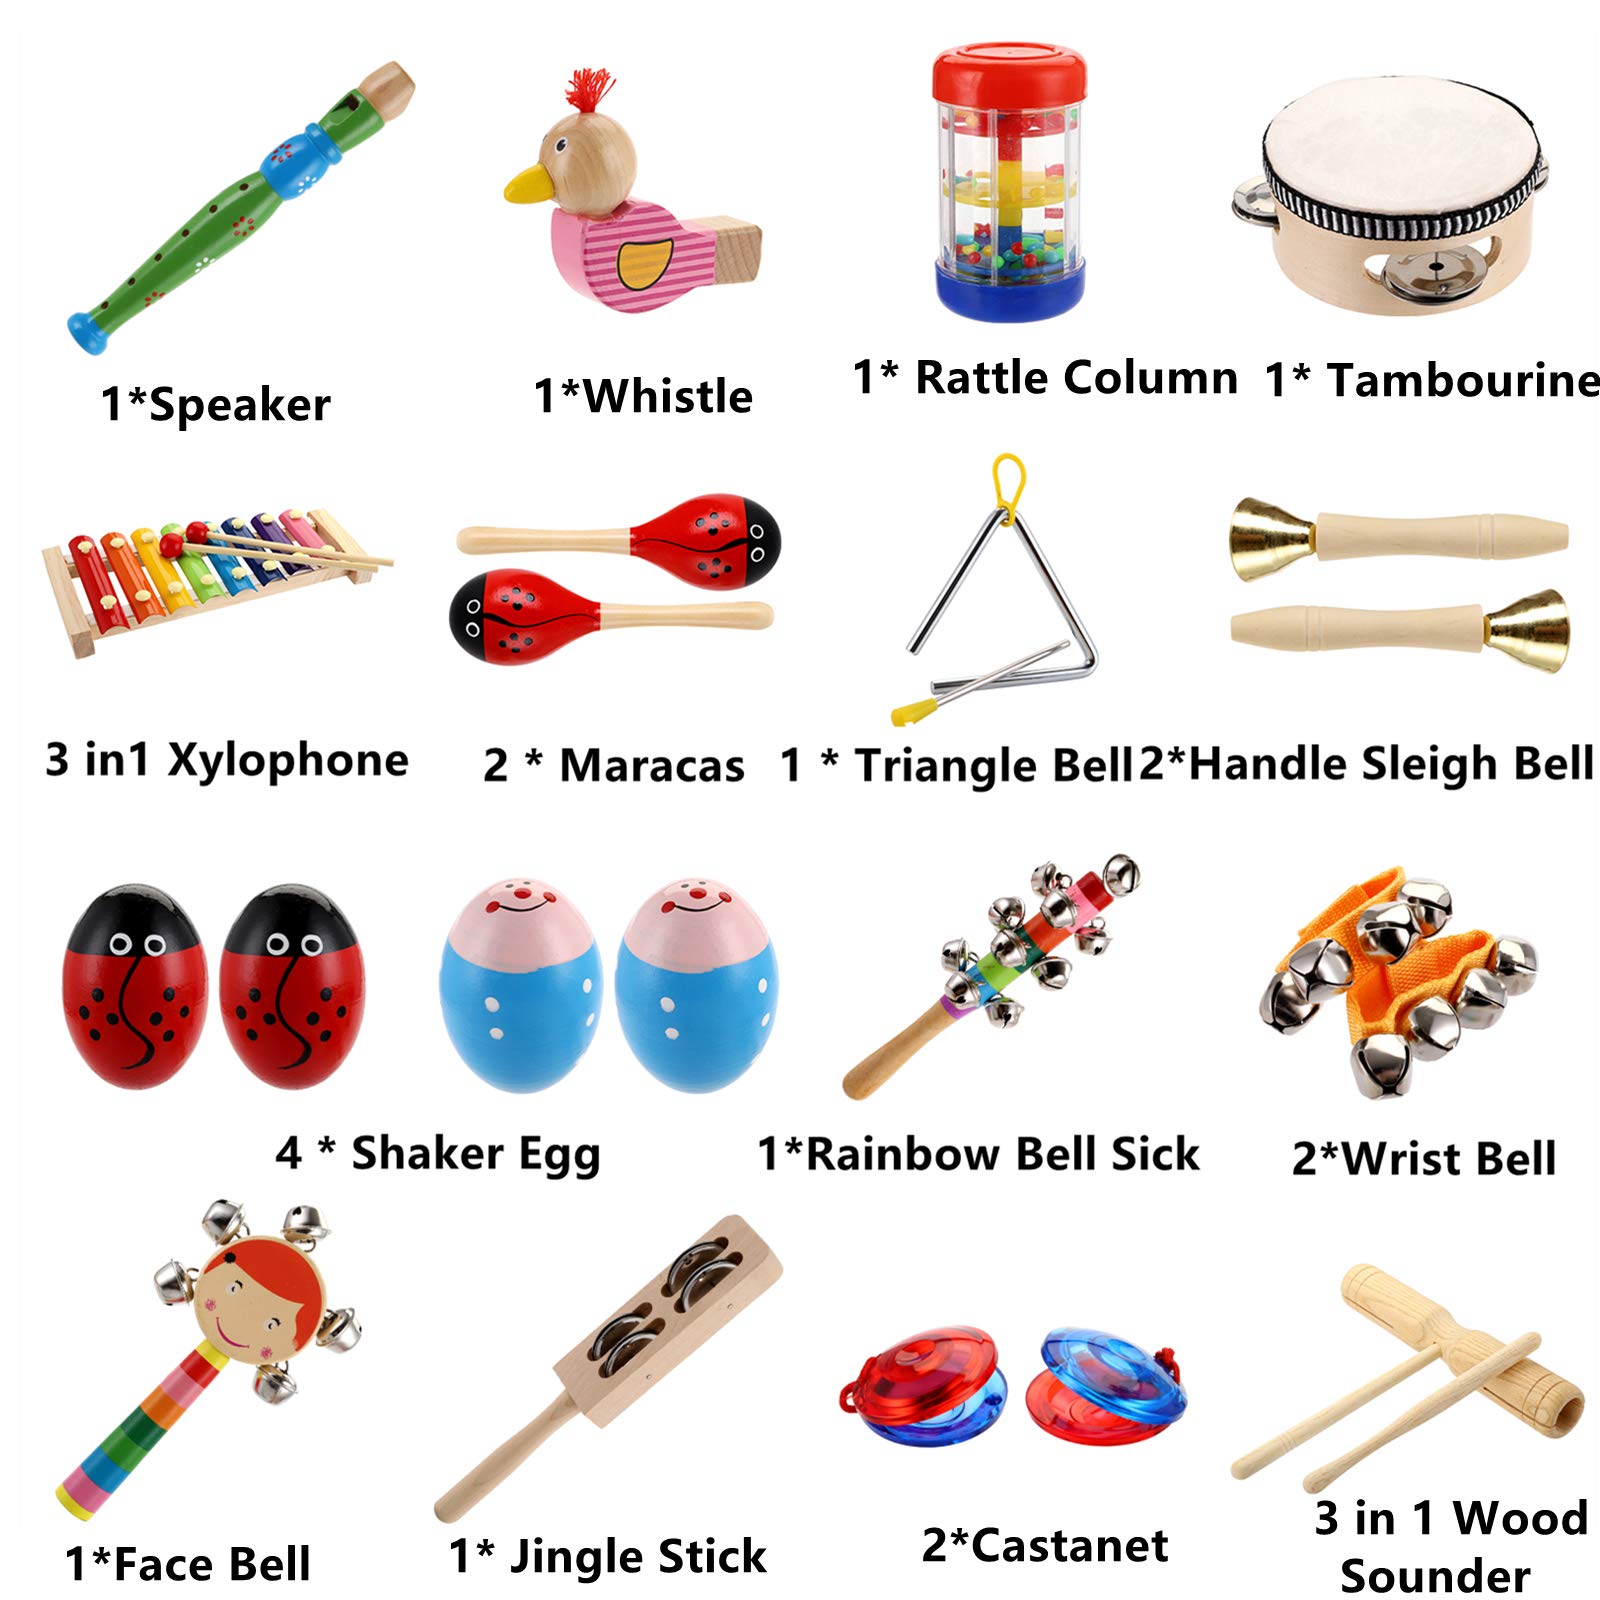 1*Speaker
1*Whistle
1* Rattle Column
1* Tambourine
3 in1 Xylophone
2 * Maracas
1 * Triangle Bell
2*Handle Sleigh Bell
4 * Shaker Egg
1*Rainbow Bell Sick
2*Wrist Bell
1*Face Bell
1* Jingle Stick
2*Castanet
3 in 1 Wood
Sounder